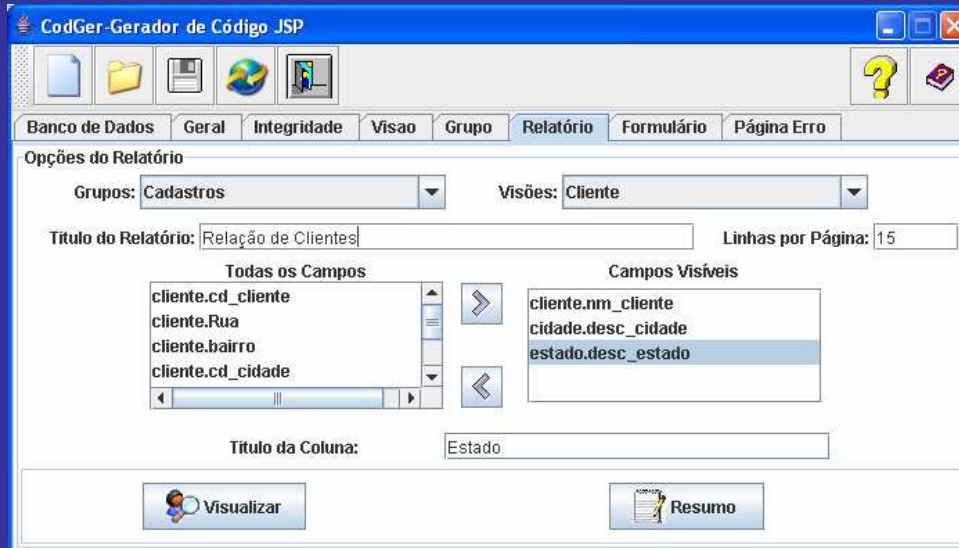 CodGer-Gerador de Código JSP
Banco de Dados Geral Integridade Visao Grupo Relatório Formulário Página Erro
Opções do Relatório
Grupos: Cadastros Visões: Cliente
Titulo do Relatório: Relação de Clientes Linhas por Página: 15
Todas os Campos Campos Visíveis
cliente.cd_cliente
cliente.Rua
cliente.bairro
cliente.cd_cidade
cliente.nm_cliente
cidade.desc_cidade
estado.desc_estado
Titulo da Coluna: Estado
Visualizar Resumo